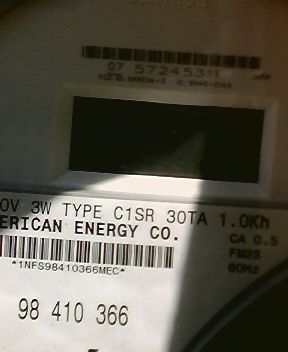 07 57245311
0V 3W TYPE C1SR 30TA 1.0Kh
ERICAN ENERGY CO.
CA 0.5
FM2S
60Hz
*1NFS98410366MEC*
98 410 366